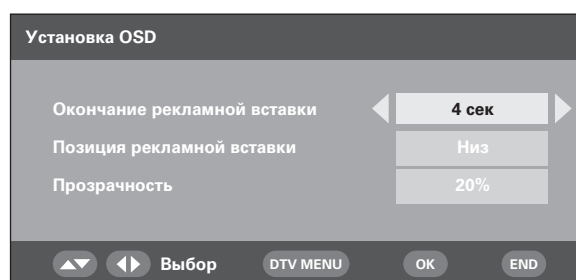 Установка OSD
Окончание рекламной вставки 4 сек
Позиция рекламной вставки Низ
Прозрачность 20%
Выбор DTV MENU OK END